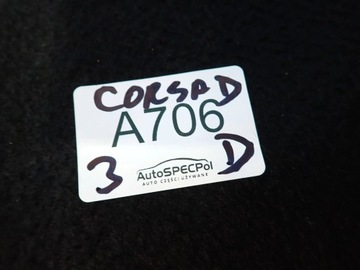 CORSA D
A706
3 D
AutoSPECPol
AUTO CZĘŚCI UŻYWANE